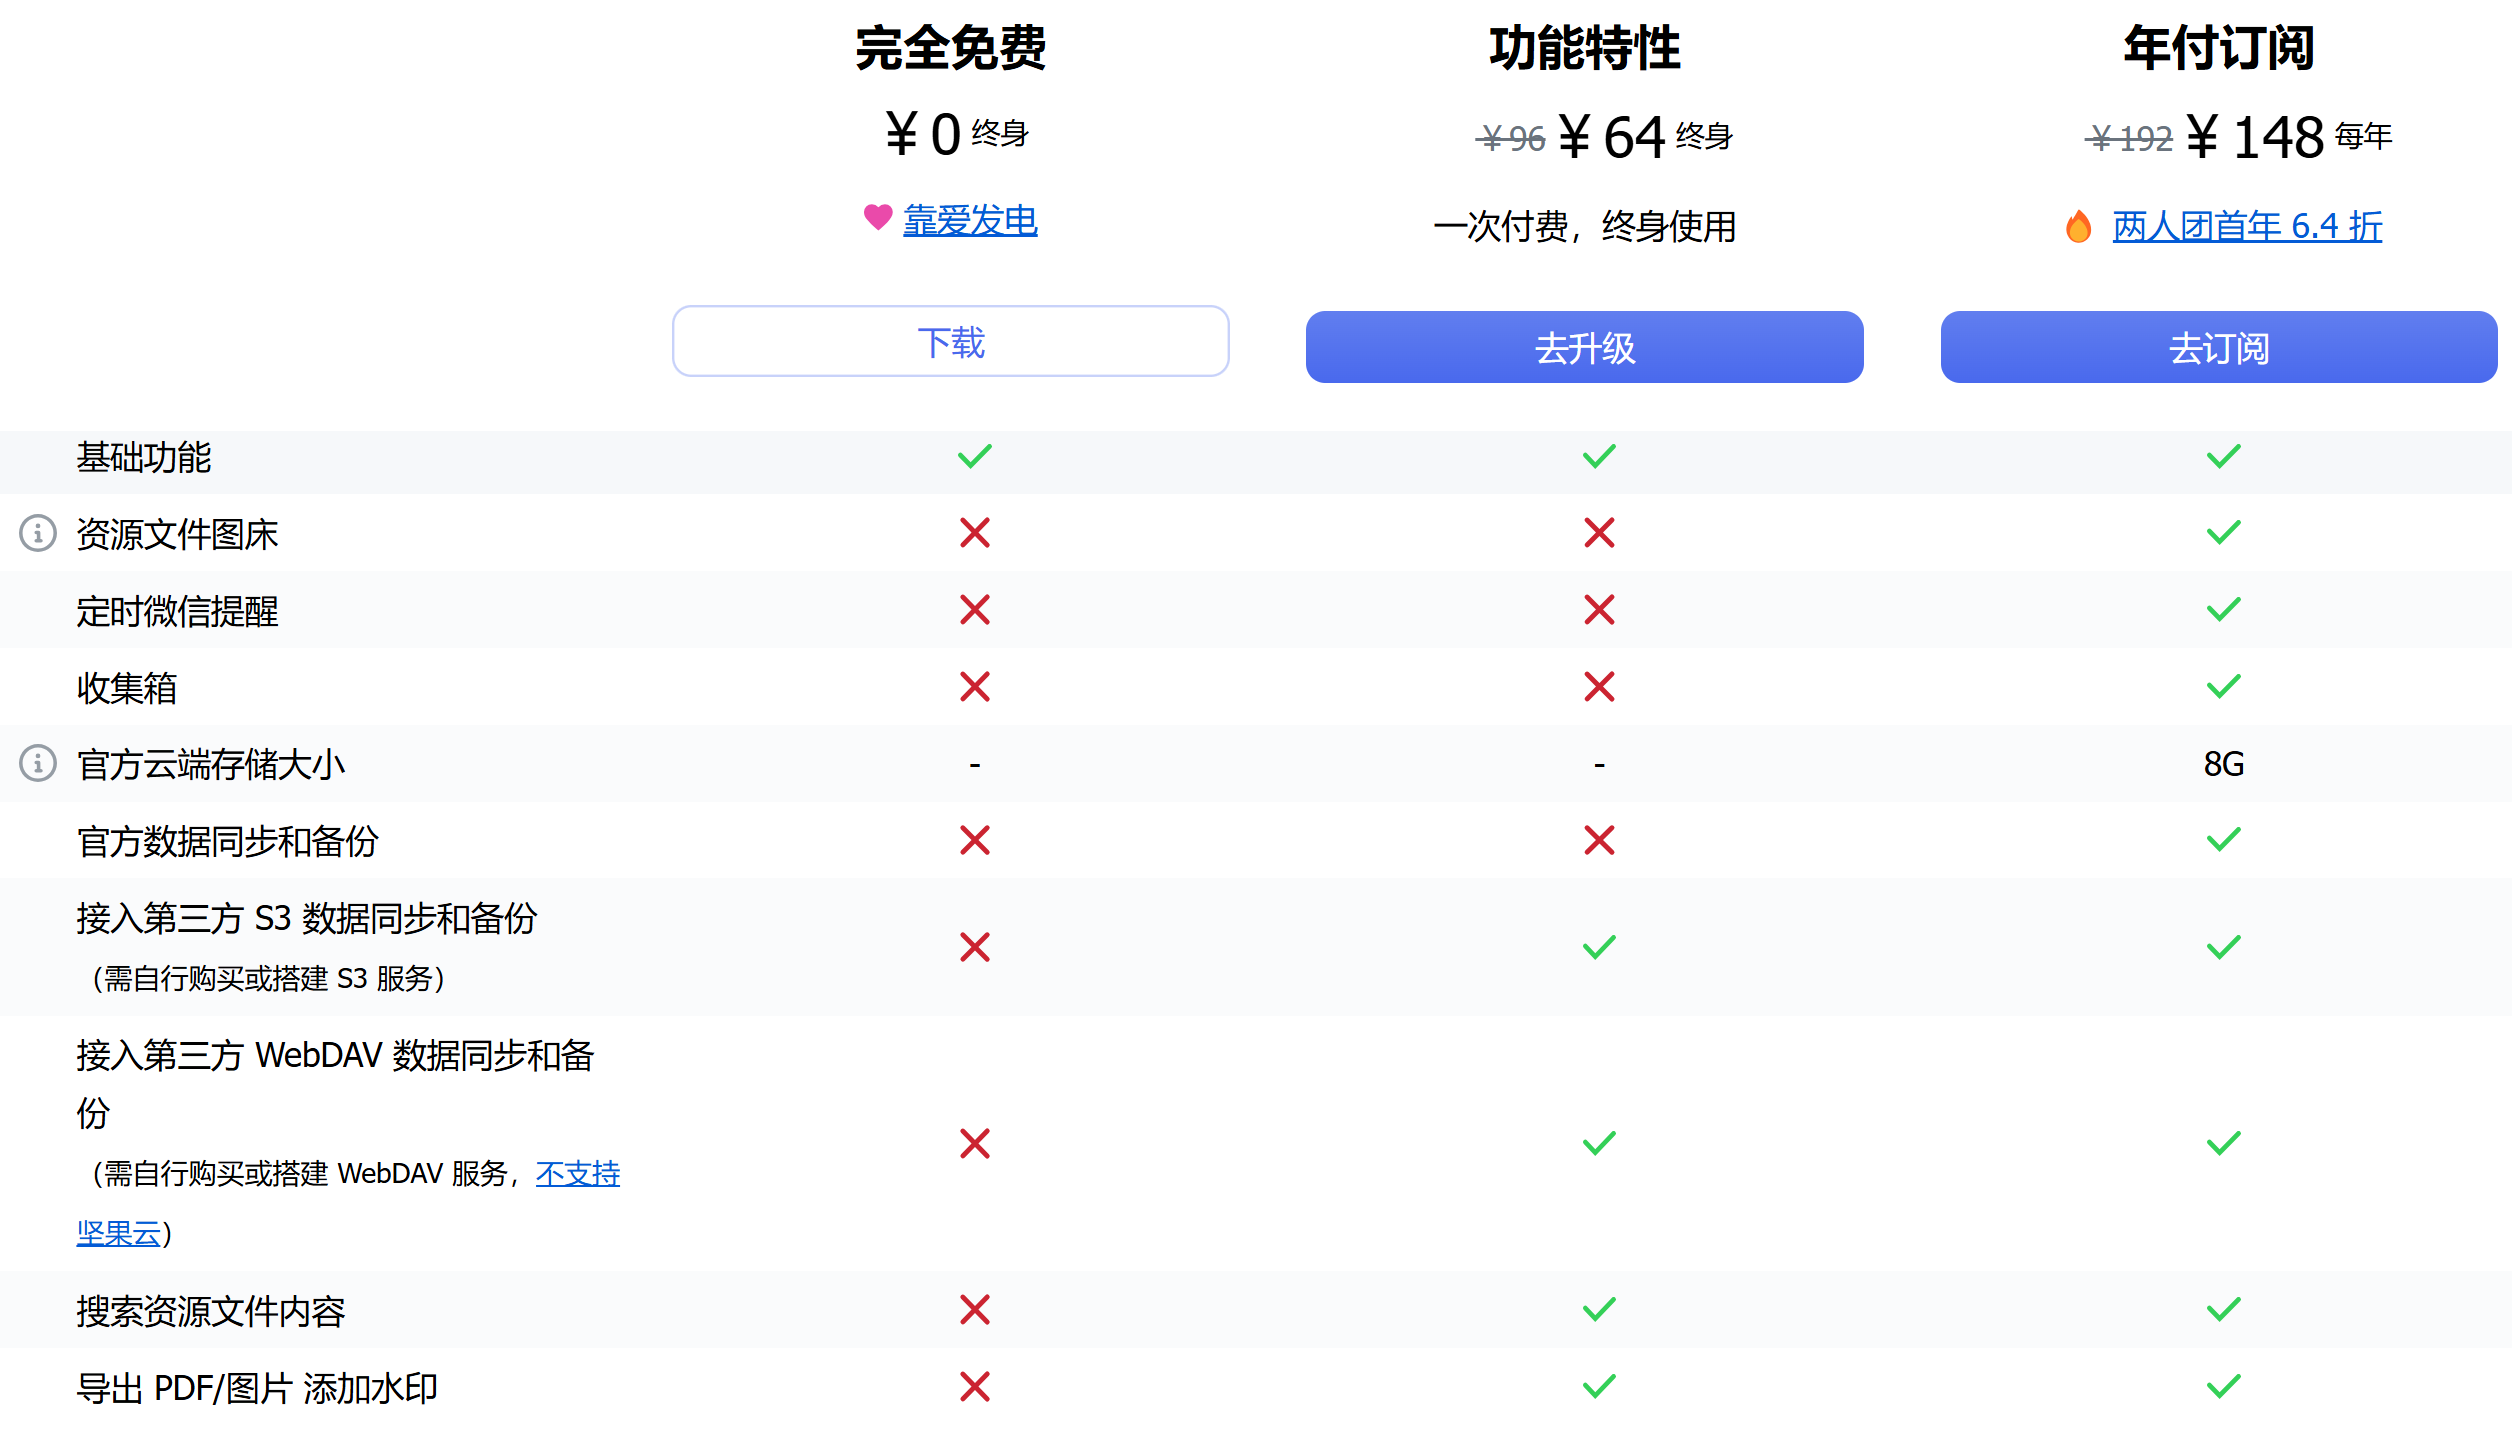 完全免费
功能特性
年付订阅
￥0 终身
￥96 ￥64 终身
￥192 ￥148 每年
靠爱发电
一次付费，终身使用
两人团首年 6.4 折
下载
去升级
去订阅
基础功能
资源文件图床
定时微信提醒
收集箱
官方云端存储大小 - - 8G
官方数据同步和备份
接入第三方 S3 数据同步和备份
（需自行购买或搭建 S3 服务）
接入第三方 WebDAV 数据同步和备
份
（需自行购买或搭建 WebDAV 服务，不支持
坚果云）
搜索资源文件内容
导出 PDF/图片 添加水印